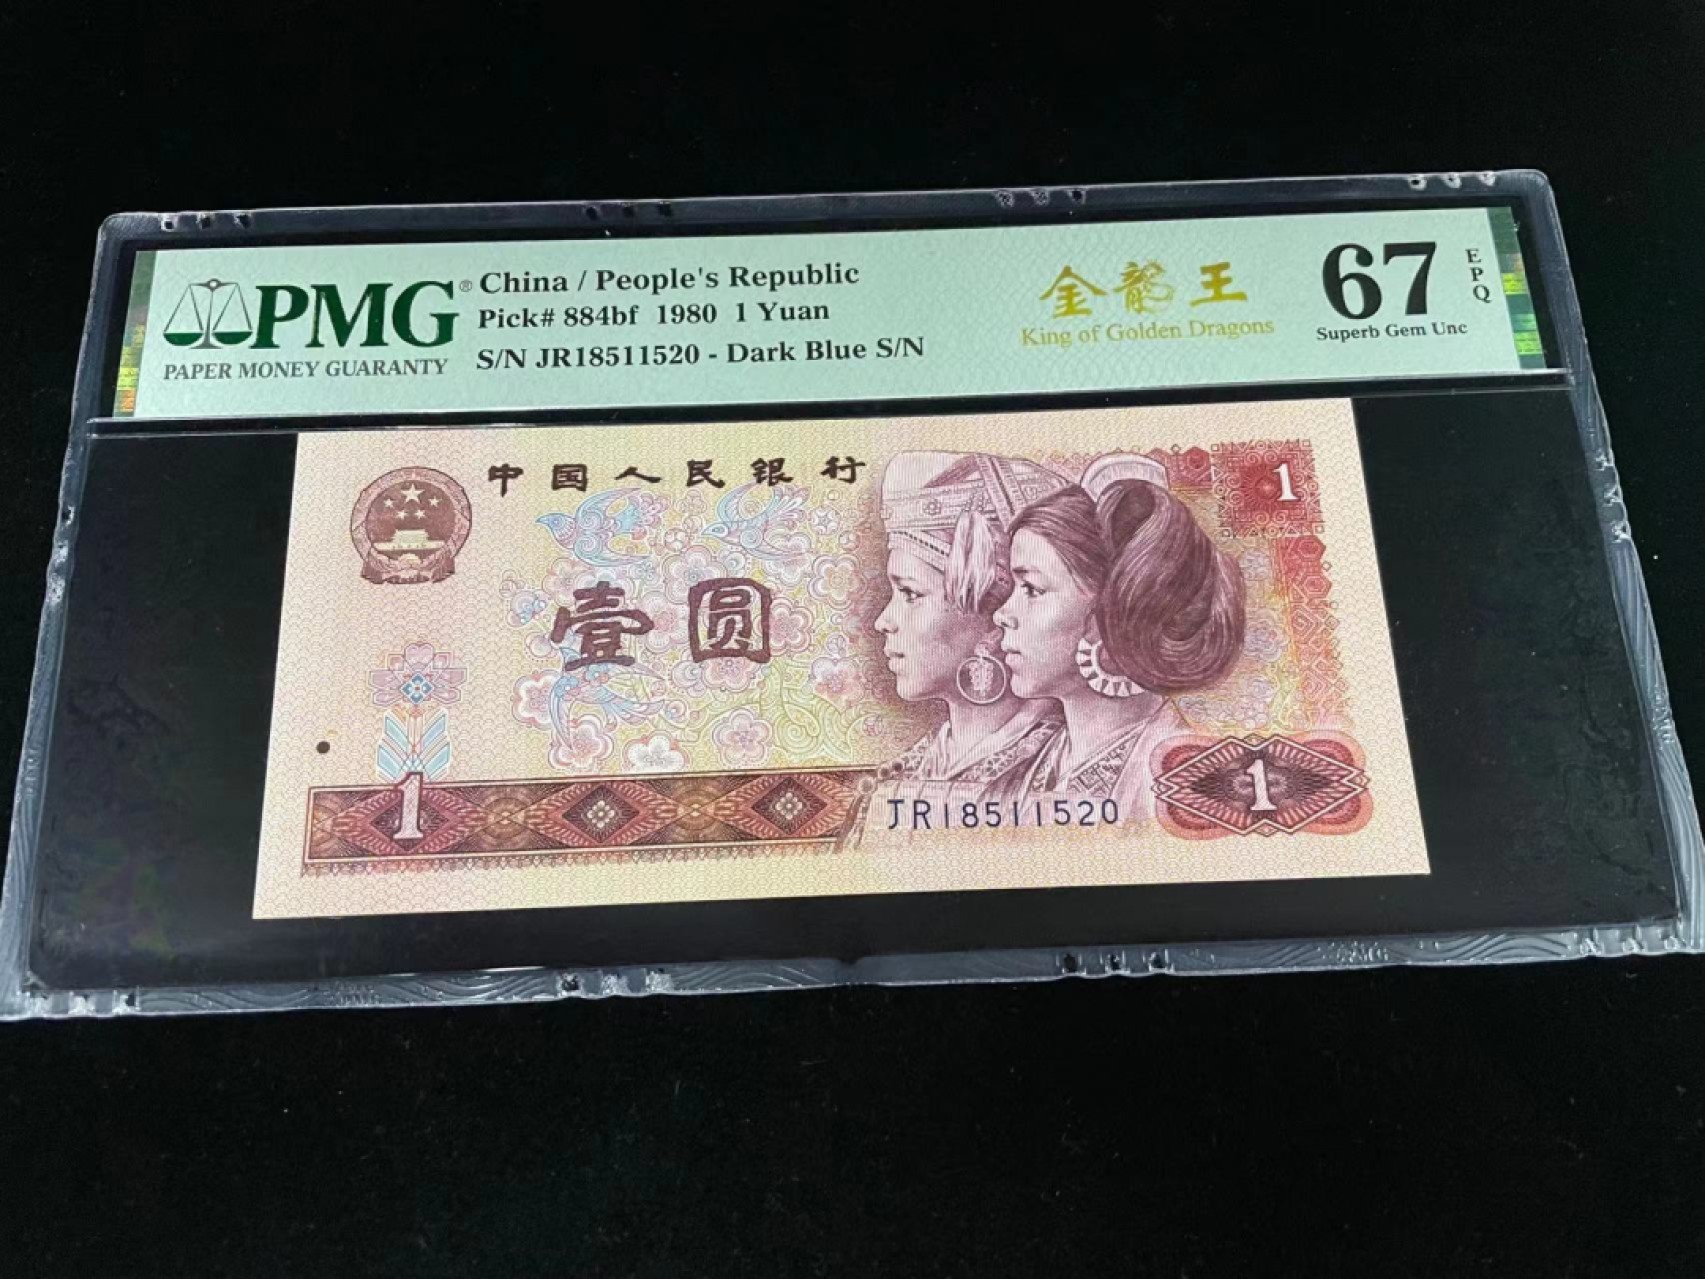 PMG®
PAPER MONEY GUARANTY
China / People's Republic
Pick# 884bf 1980 1 Yuan
S/N JR18511520 - Dark Blue S/N
金龍王
King of Golden Dragons
67
EPQ
Superb Gem Unc
中国人民银行
1
壹圆
1
JR18511520
1